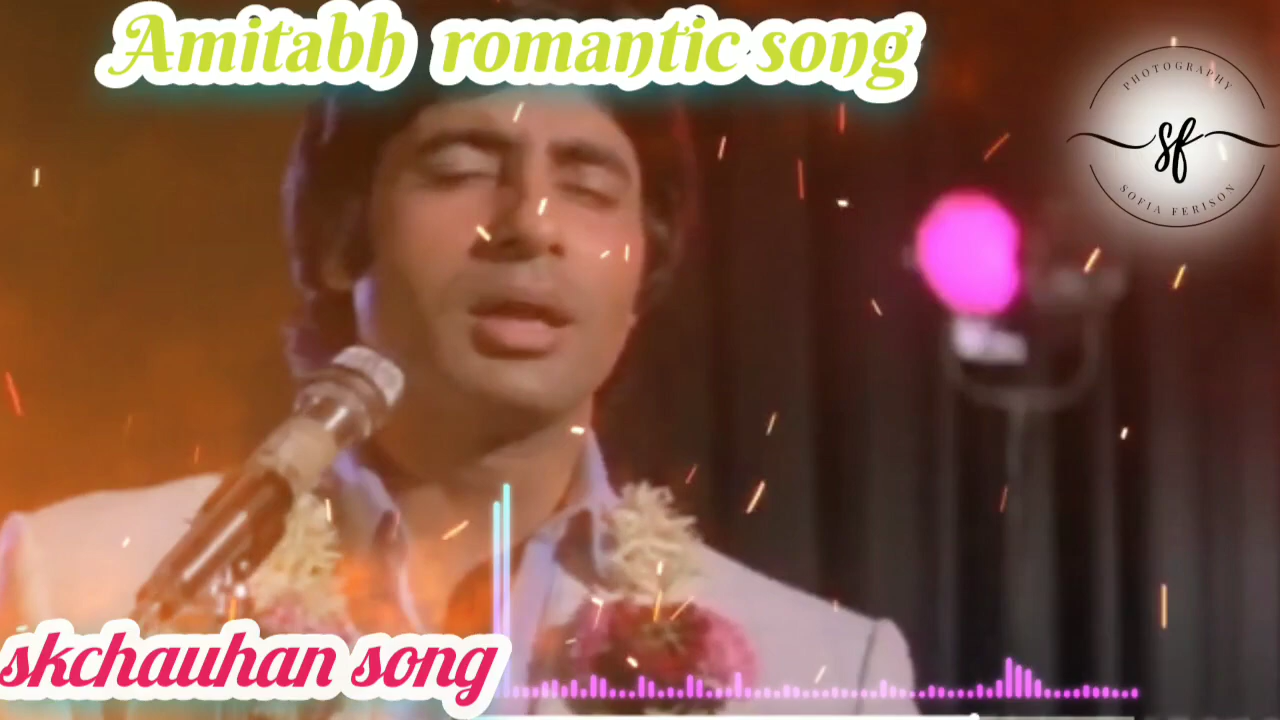 Amitabh romantic song
PHOTOGRAPHY
sf
SOFIA FERISON
skchauhan song